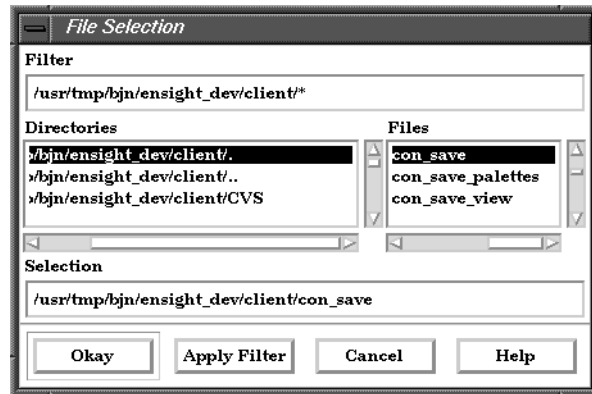 File Selection
Filter
/usr/tmp/bjn/ensight_dev/client/*
Directories
/bjn/ensight_dev/client/.
/bjn/ensight_dev/client/..
/bjn/ensight_dev/client/CVS
Files
con_save
con_save_palettes
con_save_view
Selection
/usr/tmp/bjn/ensight_dev/client/con_save
Okay Apply Filter Cancel Help